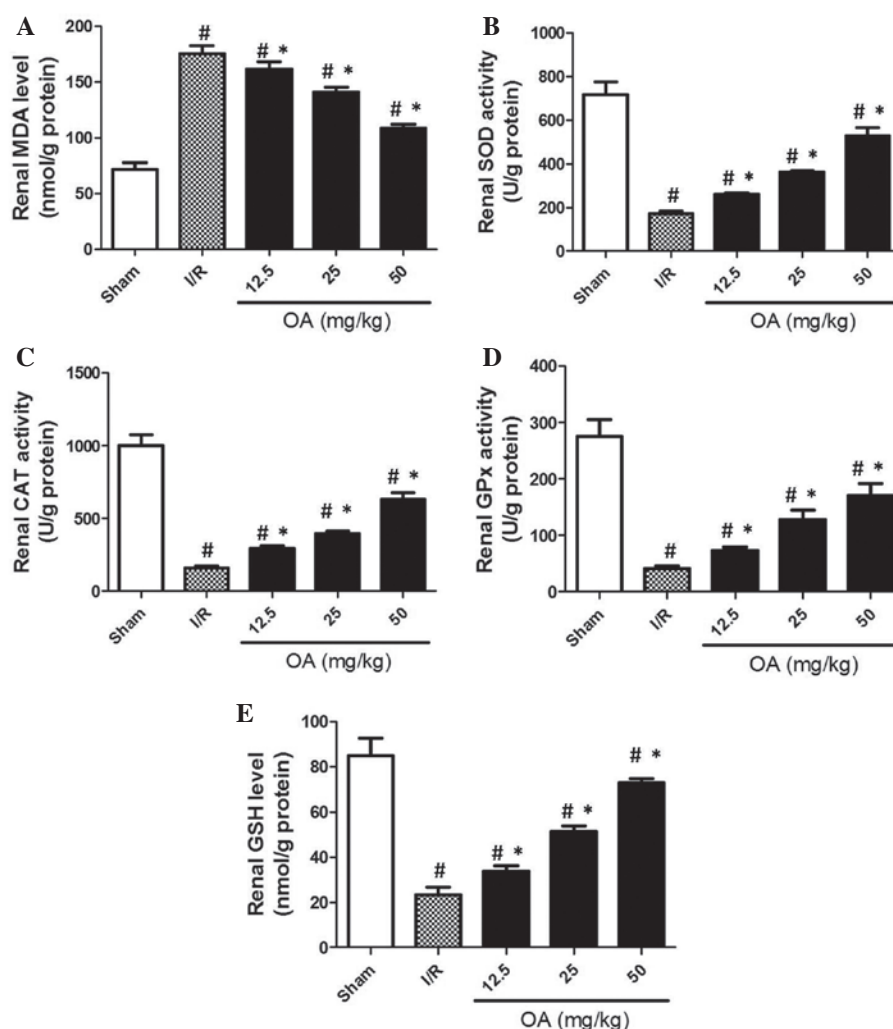 A
Renal MDA level
(nmol/g protein)
200
150
100
50
0
#
# *
# *
# *
Sham
I/R
12.5
25
50
OA (mg/kg)
B
Renal SOD activity
(U/g protein)
1000
800
600
400
200
0
#
# *
# *
# *
Sham
I/R
12.5
25
50
OA (mg/kg)
C
Renal CAT activity
(U/g protein)
1500
1000
500
0
#
# *
# *
# *
Sham
I/R
12.5
25
50
OA (mg/kg)
D
Renal GPx activity
(U/g protein)
400
300
200
100
0
#
# *
# *
# *
Sham
I/R
12.5
25
50
OA (mg/kg)
E
Renal GSH level
(nmol/g protein)
100
80
60
40
20
0
#
# *
# *
# *
Sham
I/R
12.5
25
50
OA (mg/kg)